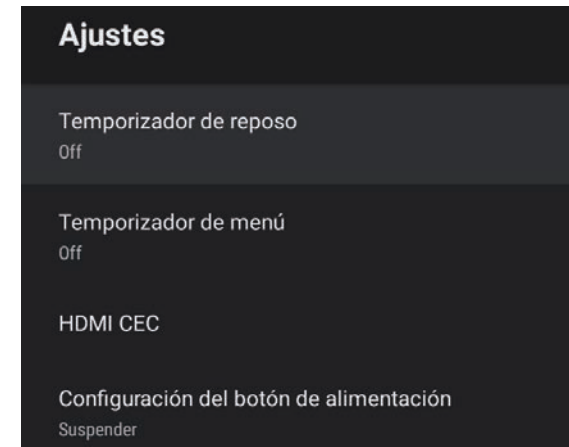 Ajustes
Temporizador de reposo
Off
Temporizador de menú
Off
HDMI CEC
Configuración del botón de alimentación
Suspender